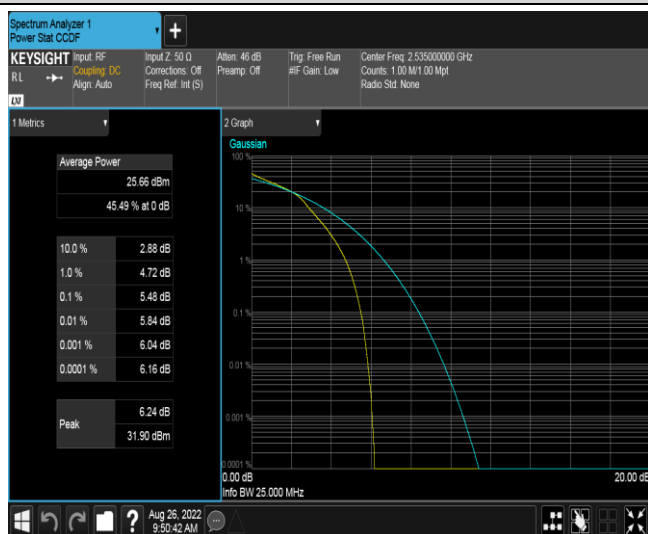 Spectrum Analyzer 1
Power Stat CCDF
+
KEYSIGHT
RL
LXI
Input: RF
Coupling: DC
Align: Auto
Input Z: 50 Ω
Corrections: Off
Freq Ref: Int (S)
Atten: 46 dB
Preamp: Off
Trig: Free Run
#IF Gain: Low
Center Freq: 2.535000000 GHz
Counts: 1.00 M/1.00 Mpt
Radio Std: None
1 Metrics
Average Power
25.66 dBm
45.49 % at 0 dB
10.0 % 2.88 dB
1.0 % 4.72 dB
0.1 % 5.48 dB
0.01 % 5.84 dB
0.001 % 6.04 dB
0.0001 % 6.16 dB
Peak
6.24 dB
31.90 dBm
2 Graph
Gaussian
100 %
10 %
1 %
0.1 %
0.01 %
0.001 %
0.0001 %
0.00 dB 20.00 dB
Info BW 25.000 MHz
?
Aug 26, 2022
9:50:42 AM